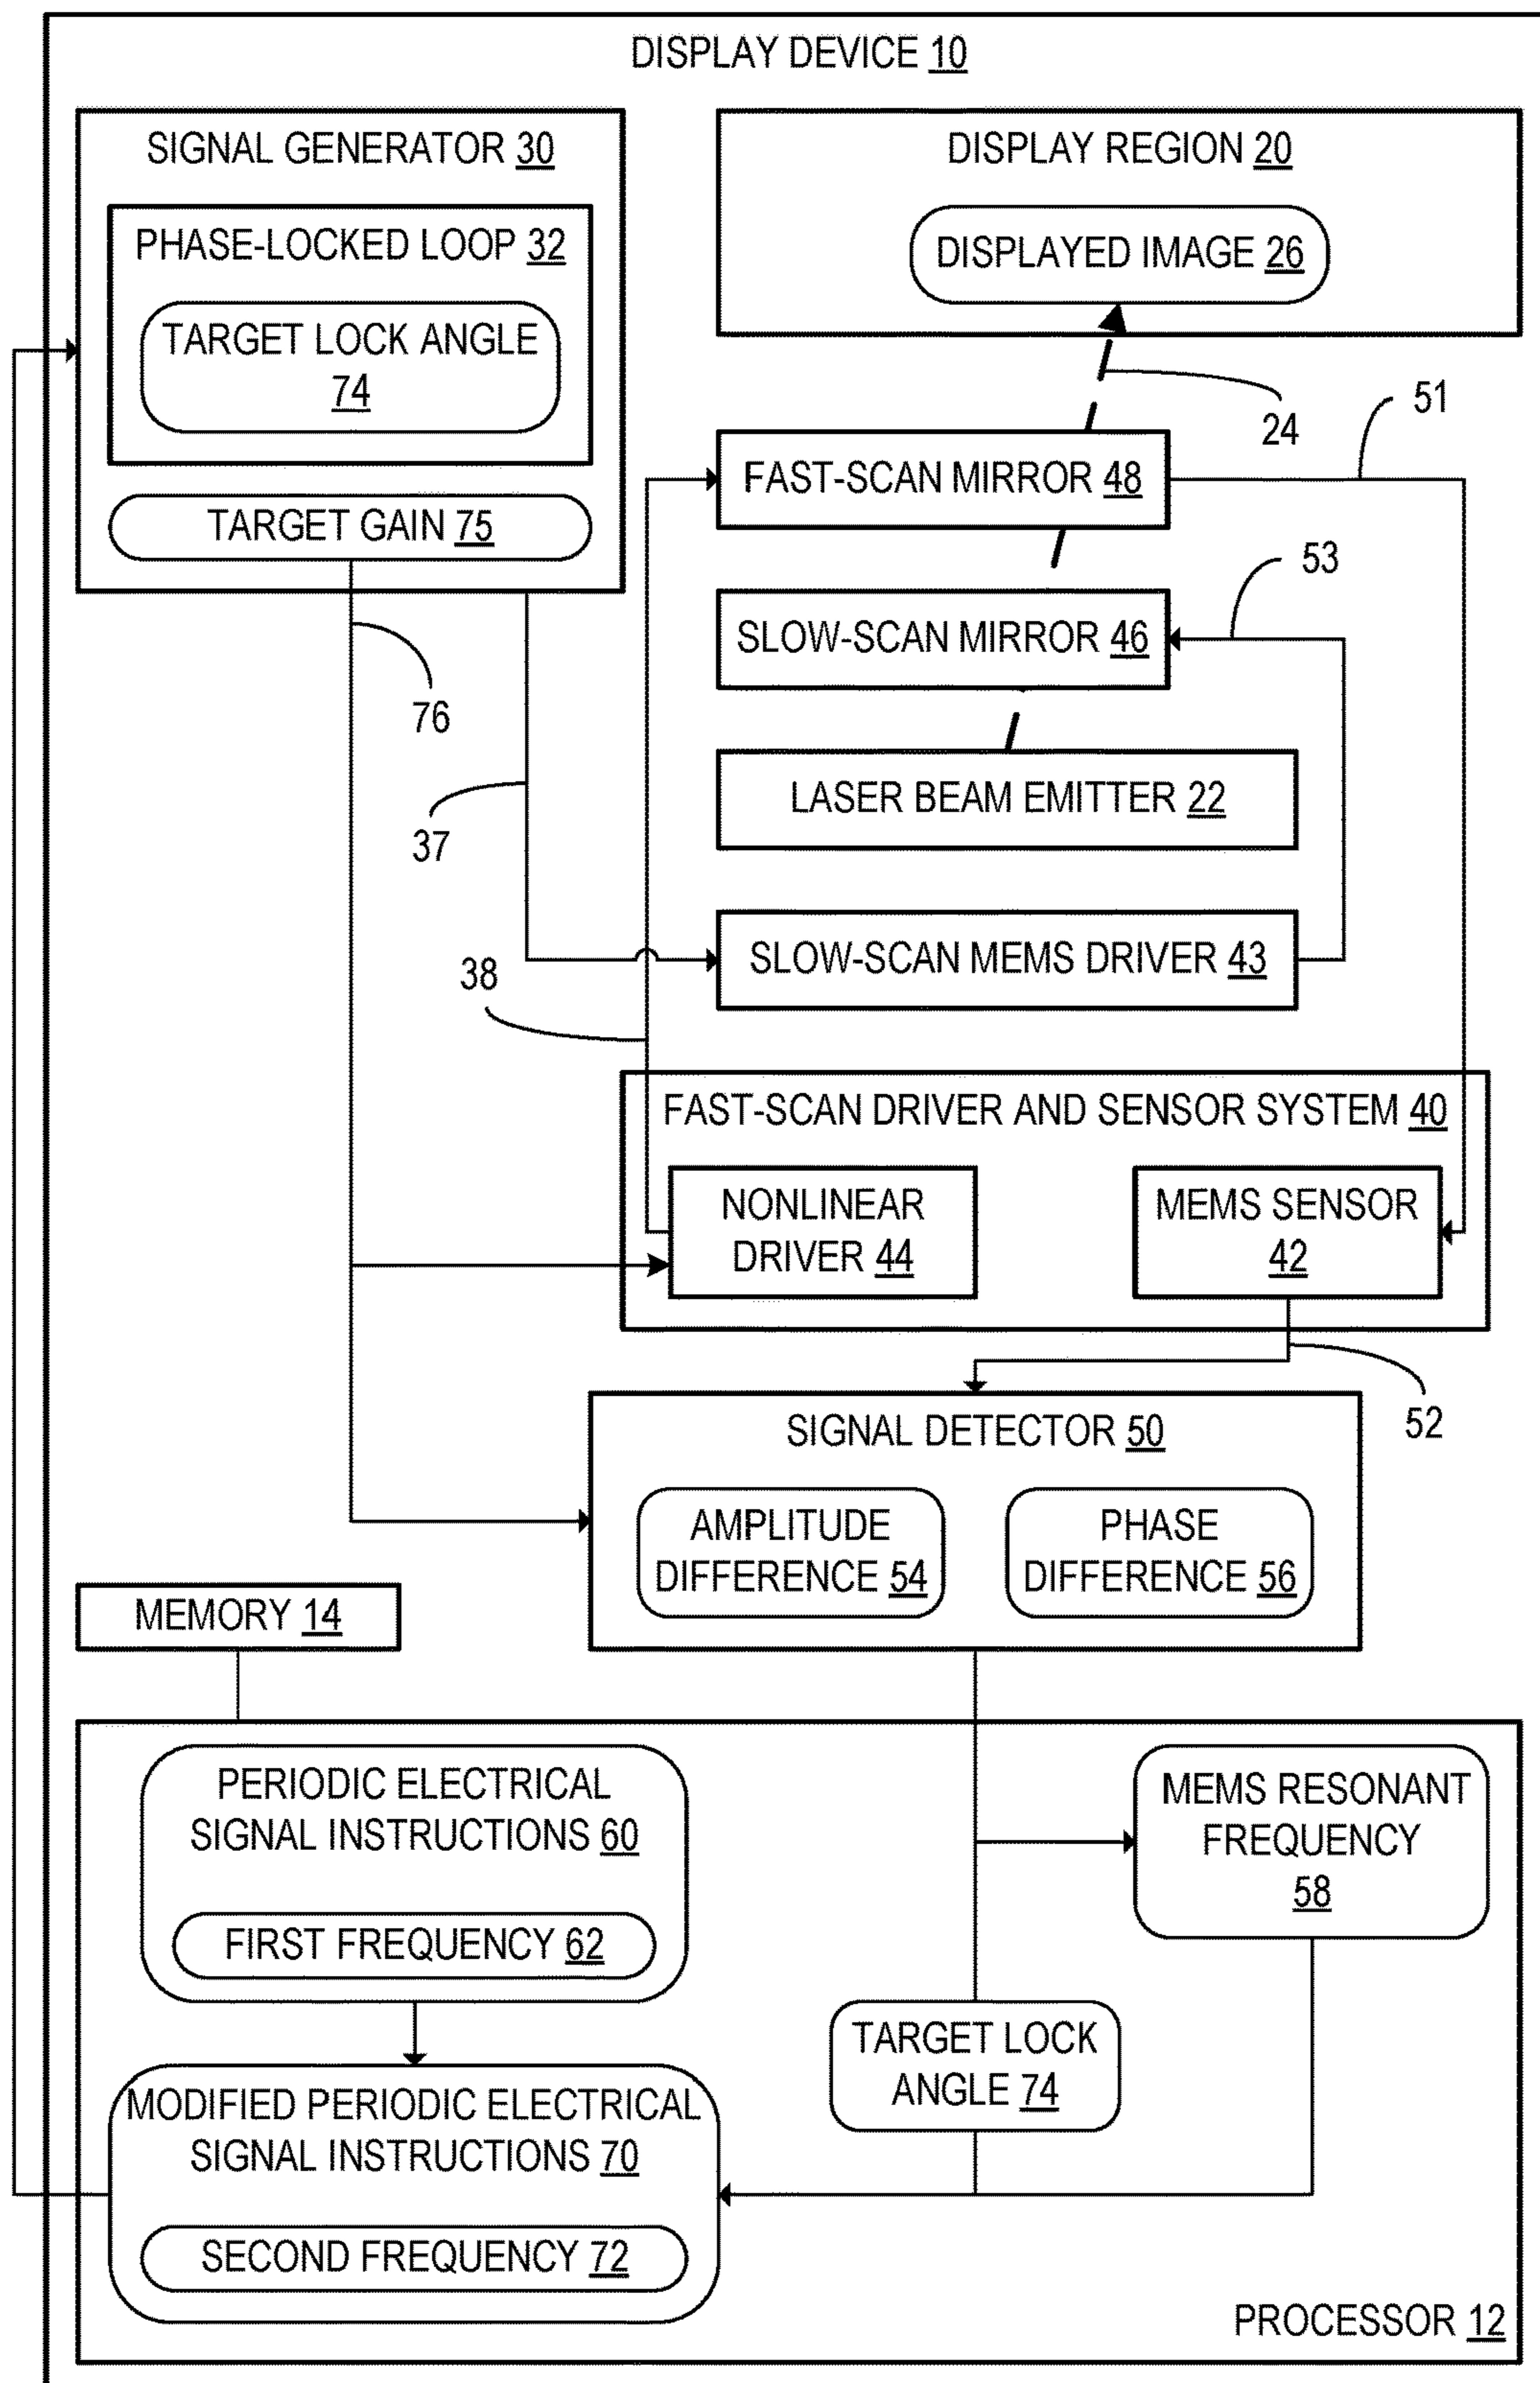 DISPLAY DEVICE 10
SIGNAL GENERATOR 30
PHASE-LOCKED LOOP 32
TARGET LOCK ANGLE
74
TARGET GAIN 75
DISPLAY REGION 20
DISPLAYED IMAGE 26
24
51
FAST-SCAN MIRROR 48
53
SLOW-SCAN MIRROR 46
76
LASER BEAM EMITTER 22
37
SLOW-SCAN MEMS DRIVER 43
38
FAST-SCAN DRIVER AND SENSOR SYSTEM 40
NONLINEAR
DRIVER 44
MEMS SENSOR
42
52
SIGNAL DETECTOR 50
AMPLITUDE
DIFFERENCE 54
PHASE
DIFFERENCE 56
MEMORY 14
PERIODIC ELECTRICAL
SIGNAL INSTRUCTIONS 60
FIRST FREQUENCY 62
MEMS RESONANT
FREQUENCY
58
TARGET LOCK
ANGLE 74
MODIFIED PERIODIC ELECTRICAL
SIGNAL INSTRUCTIONS 70
SECOND FREQUENCY 72
PROCESSOR 12